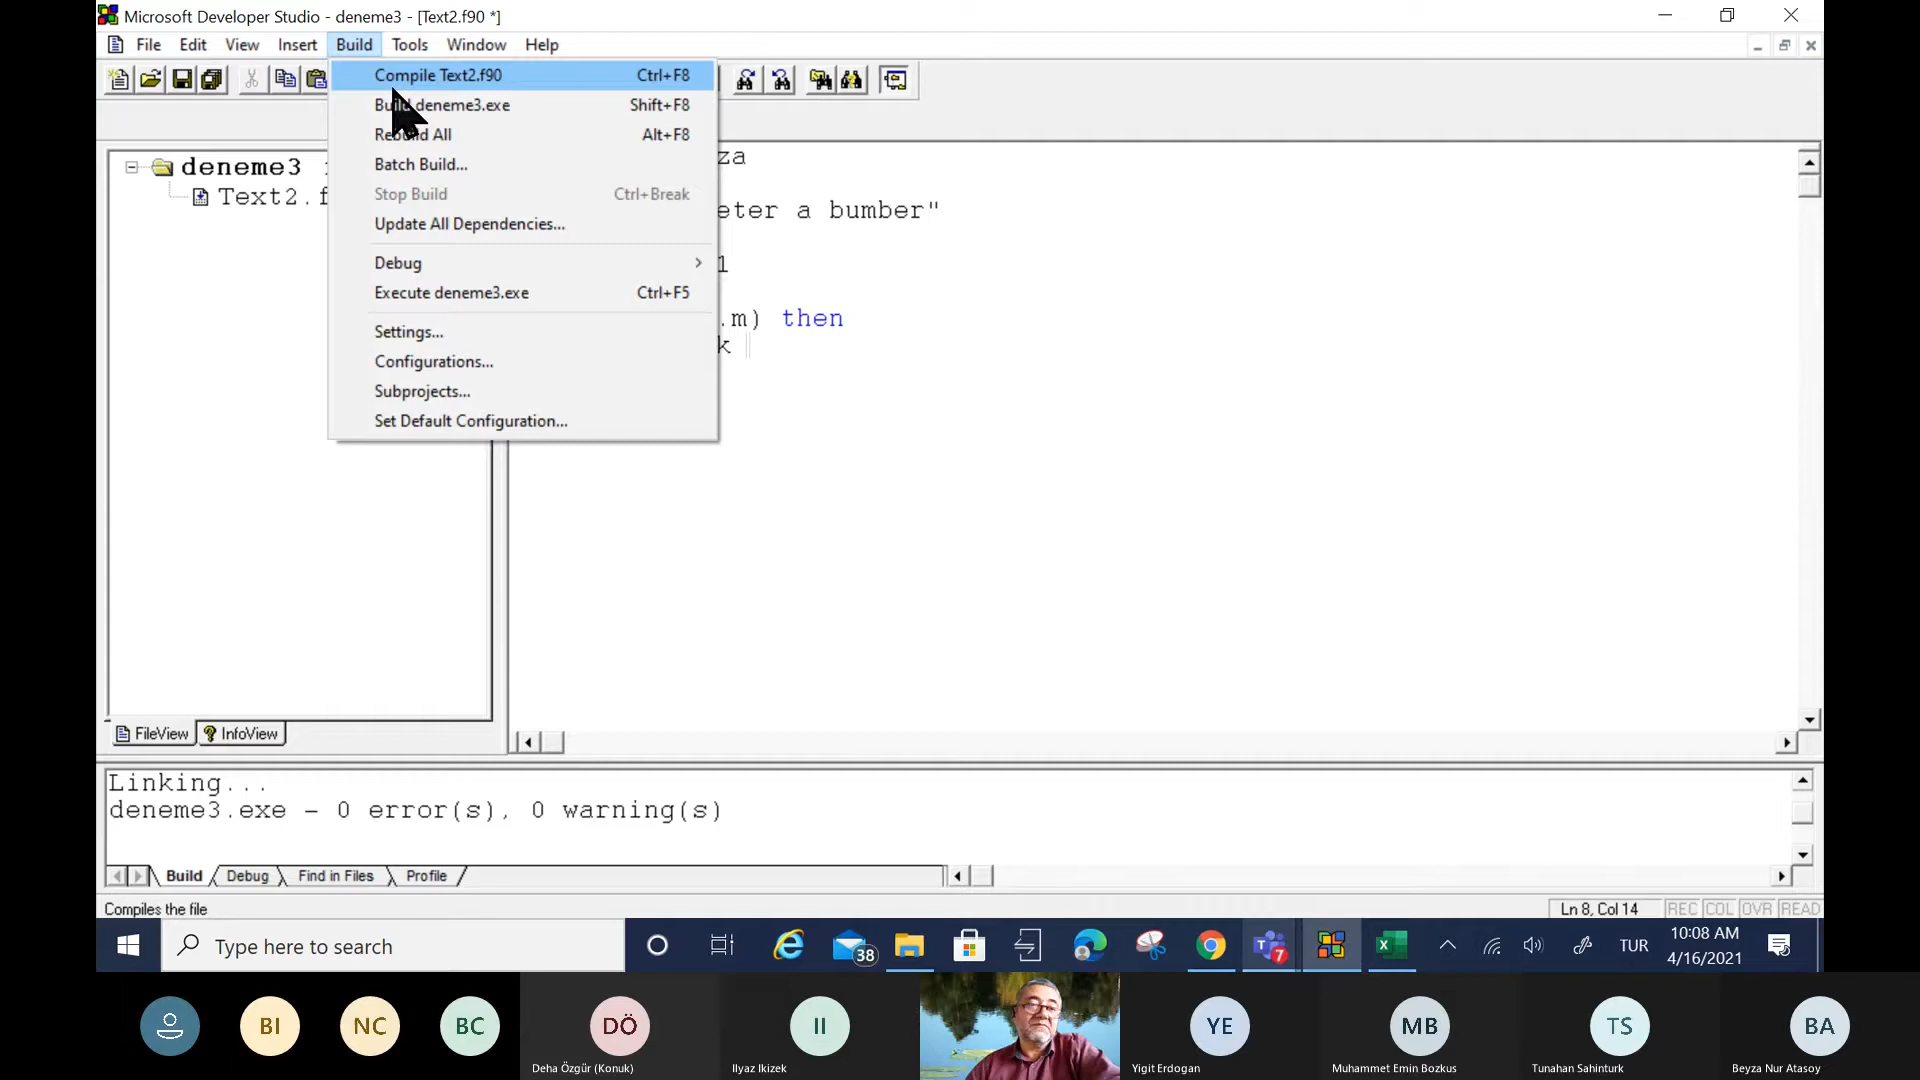 Microsoft Developer Studio - deneme3 - [Text2.f90 *]
File Edit View Insert Build Tools Window Help
Compile Text2.f90 Ctrl+F8
Build deneme3.exe Shift+F8
Rebuild All Alt+F8
Batch Build...
Stop Build Ctrl+Break
Update All Dependencies...
Debug
Execute deneme3.exe Ctrl+F5
Settings...
Configurations...
Subprojects...
Set Default Configuration...
deneme3
Text2.f
za
eter a bumber"
1
.m) then
k
FileView InfoView
Linking...
deneme3.exe - 0 error(s), 0 warning(s)
Build Debug Find in Files Profile
Compiles the file
Ln 8, Col 14 REC COL OVR READ
Type here to search
38
7
TUR
10:08 AM
4/16/2021
BI NC BC DÖ II YE MB TS BA
Deha Özgür (Konuk) Ilyaz Ikizek Yigit Erdogan Muhammet Emin Bozkus Tunahan Sahinturk Beyza Nur Atasoy